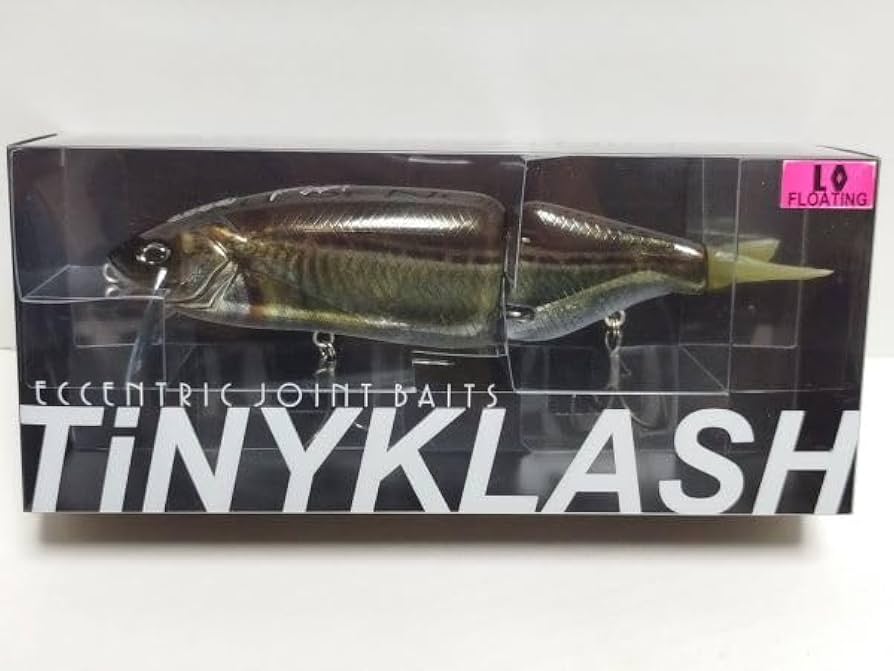 LO
FLOATING
ECCENTRIC JOINT BAITS
TiNYKLASH